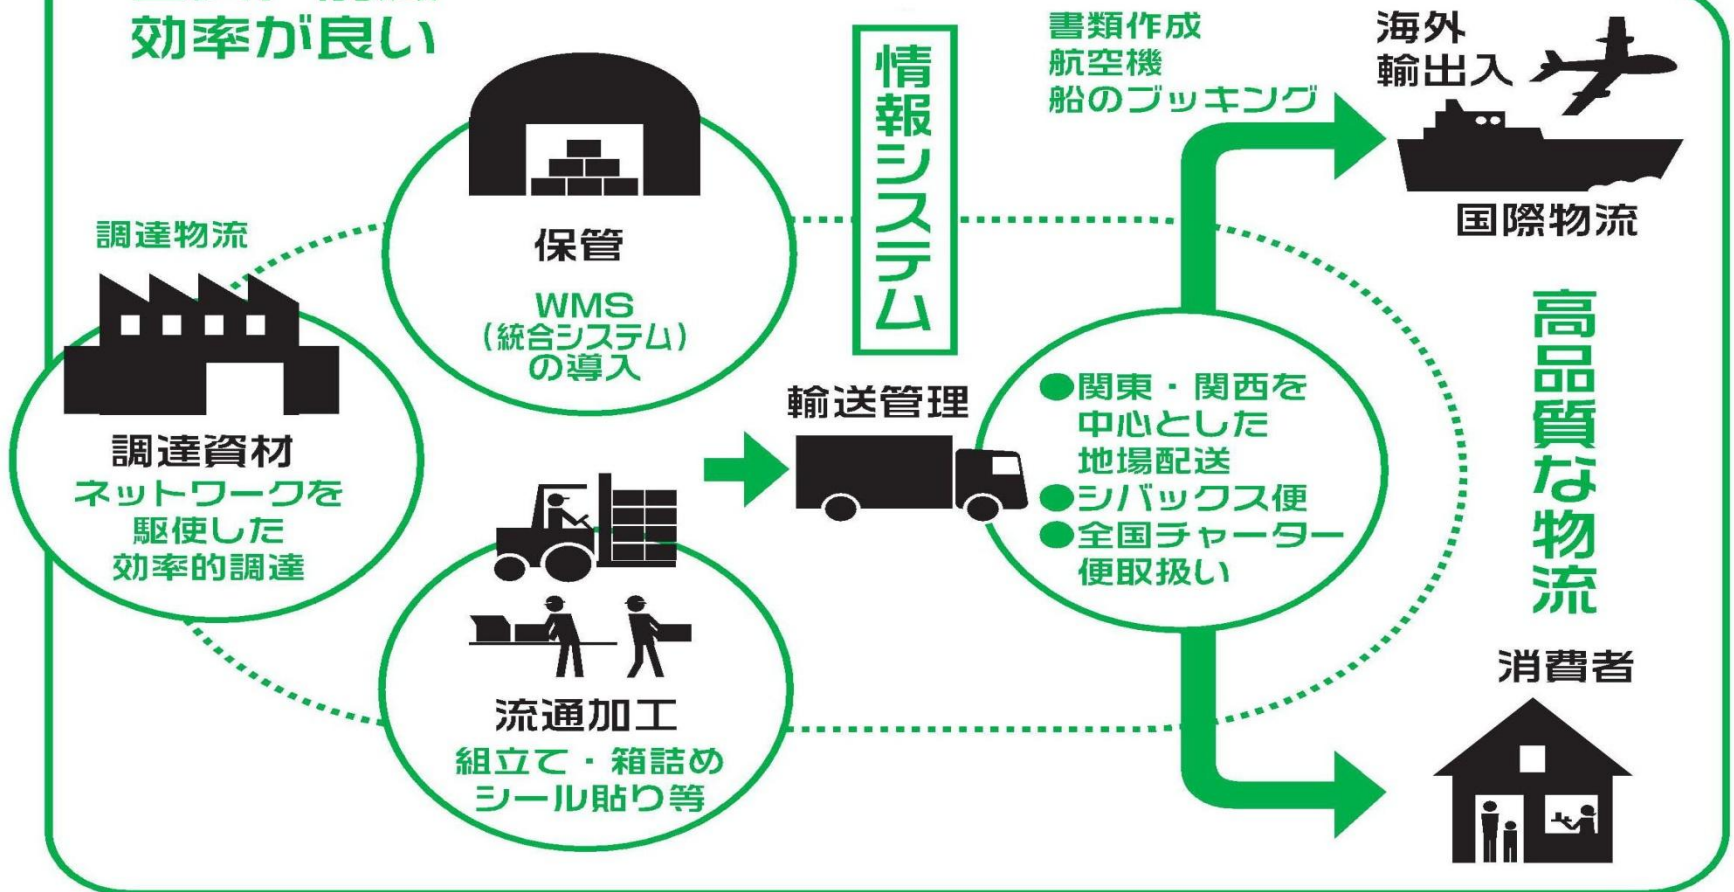 効率が良い
情報システム
書類作成
航空機
船のブッキング
海外
輸出入
国際物流
調達物流
保管
WMS
(統合システム)
の導入
調達資材
ネットワークを
駆使した
効率的調達
輸送管理
●関東・関西を
中心とした
地場配送
●シバックス便
●全国チャーター
便取扱い
高品質な物流
流通加工
組立て・箱詰め
シール貼り等
消費者